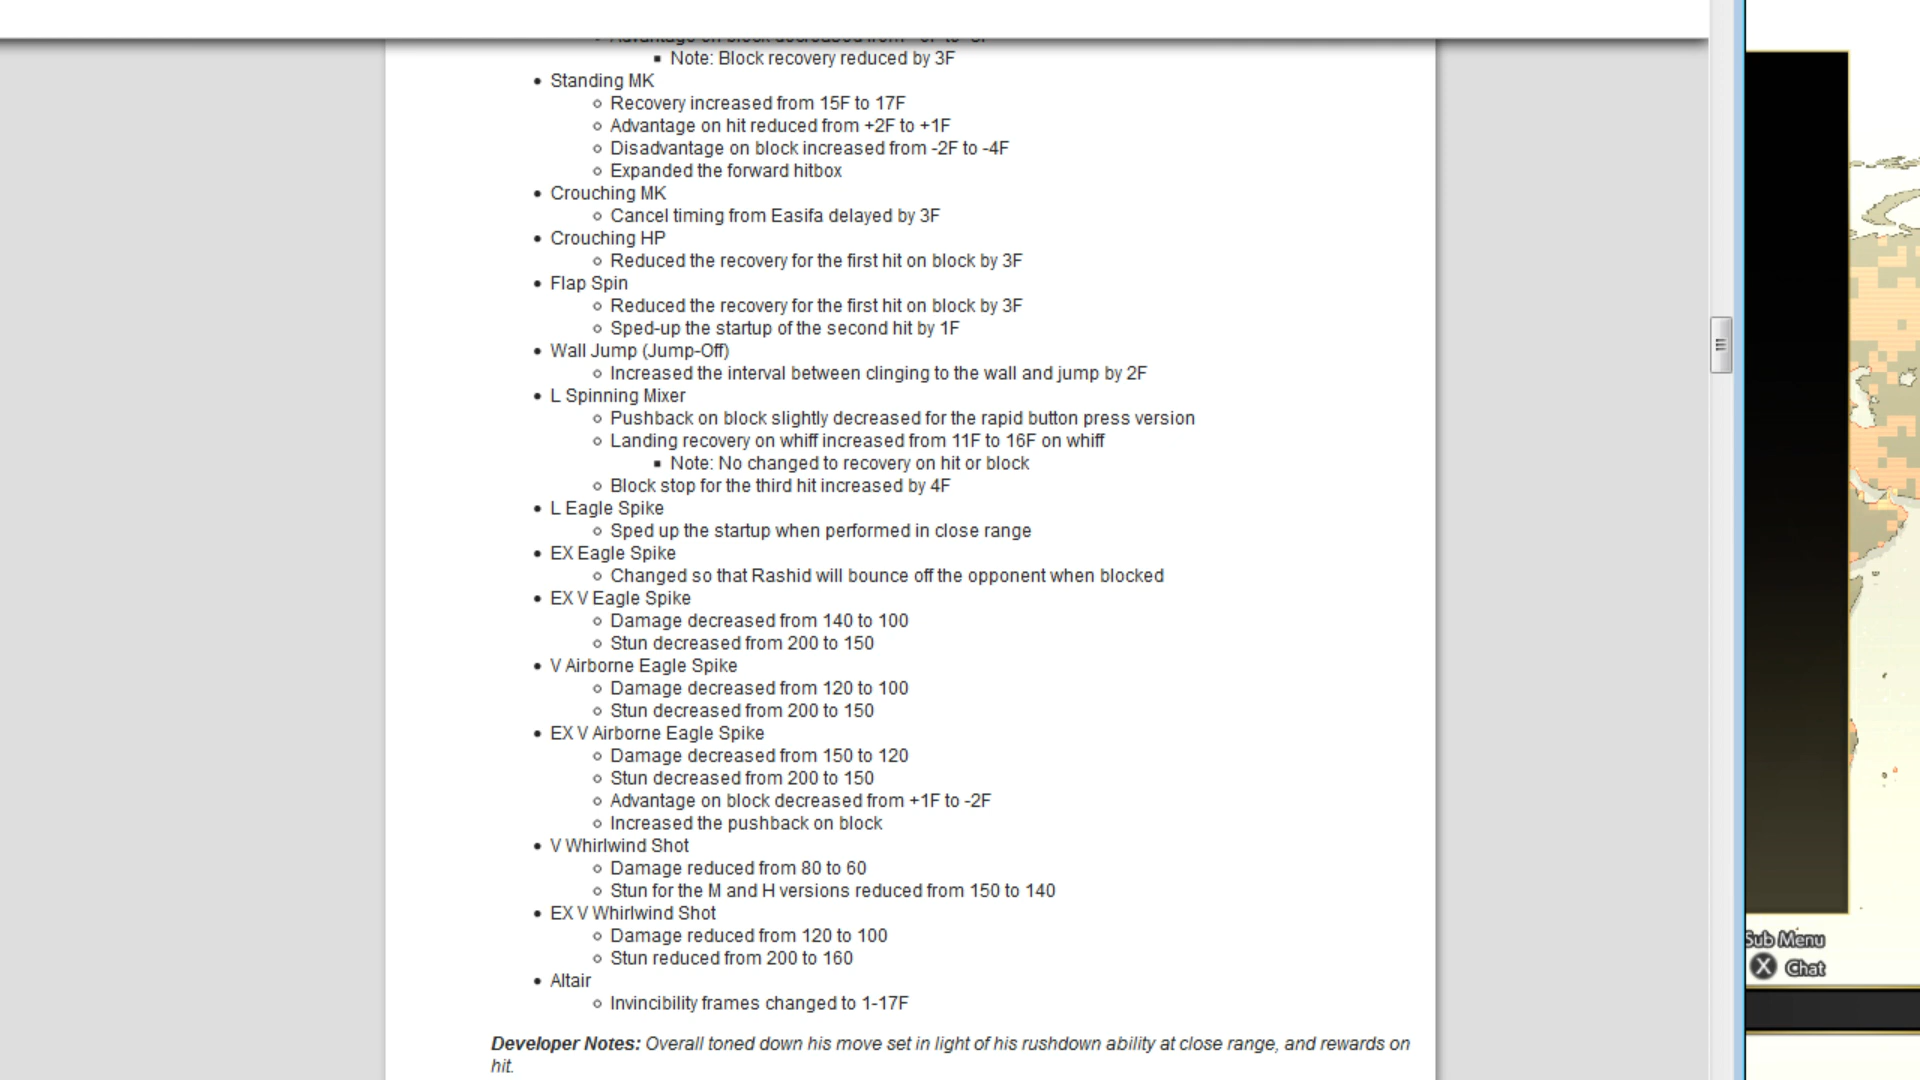 Note: Block recovery reduced by 3F
Standing MK
Recovery increased from 15F to 17F
Advantage on hit reduced from +2F to +1F
Disadvantage on block increased from -2F to -4F
Expanded the forward hitbox
Crouching MK
Cancel timing from Easifa delayed by 3F
Crouching HP
Reduced the recovery for the first hit on block by 3F
Flap Spin
Reduced the recovery for the first hit on block by 3F
Sped-up the startup of the second hit by 1F
Wall Jump (Jump-Off)
Increased the interval between clinging to the wall and jump by 2F
L Spinning Mixer
Pushback on block slightly decreased for the rapid button press version
Landing recovery on whiff increased from 11F to 16F on whiff
Note: No changed to recovery on hit or block
Block stop for the third hit increased by 4F
L Eagle Spike
Sped up the startup when performed in close range
EX Eagle Spike
Changed so that Rashid will bounce off the opponent when blocked
EX V Eagle Spike
Damage decreased from 140 to 100
Stun decreased from 200 to 150
V Airborne Eagle Spike
Damage decreased from 120 to 100
Stun decreased from 200 to 150
EX V Airborne Eagle Spike
Damage decreased from 150 to 120
Stun decreased from 200 to 150
Advantage on block decreased from +1F to -2F
Increased the pushback on block
V Whirlwind Shot
Damage reduced from 80 to 60
Stun for the M and H versions reduced from 150 to 140
EX V Whirlwind Shot
Damage reduced from 120 to 100
Stun reduced from 200 to 160
Altair
Invincibility frames changed to 1-17F
Developer Notes: Overall toned down his move set in light of his rushdown ability at close range, and rewards on
hit.
Sub Menu
X Chat